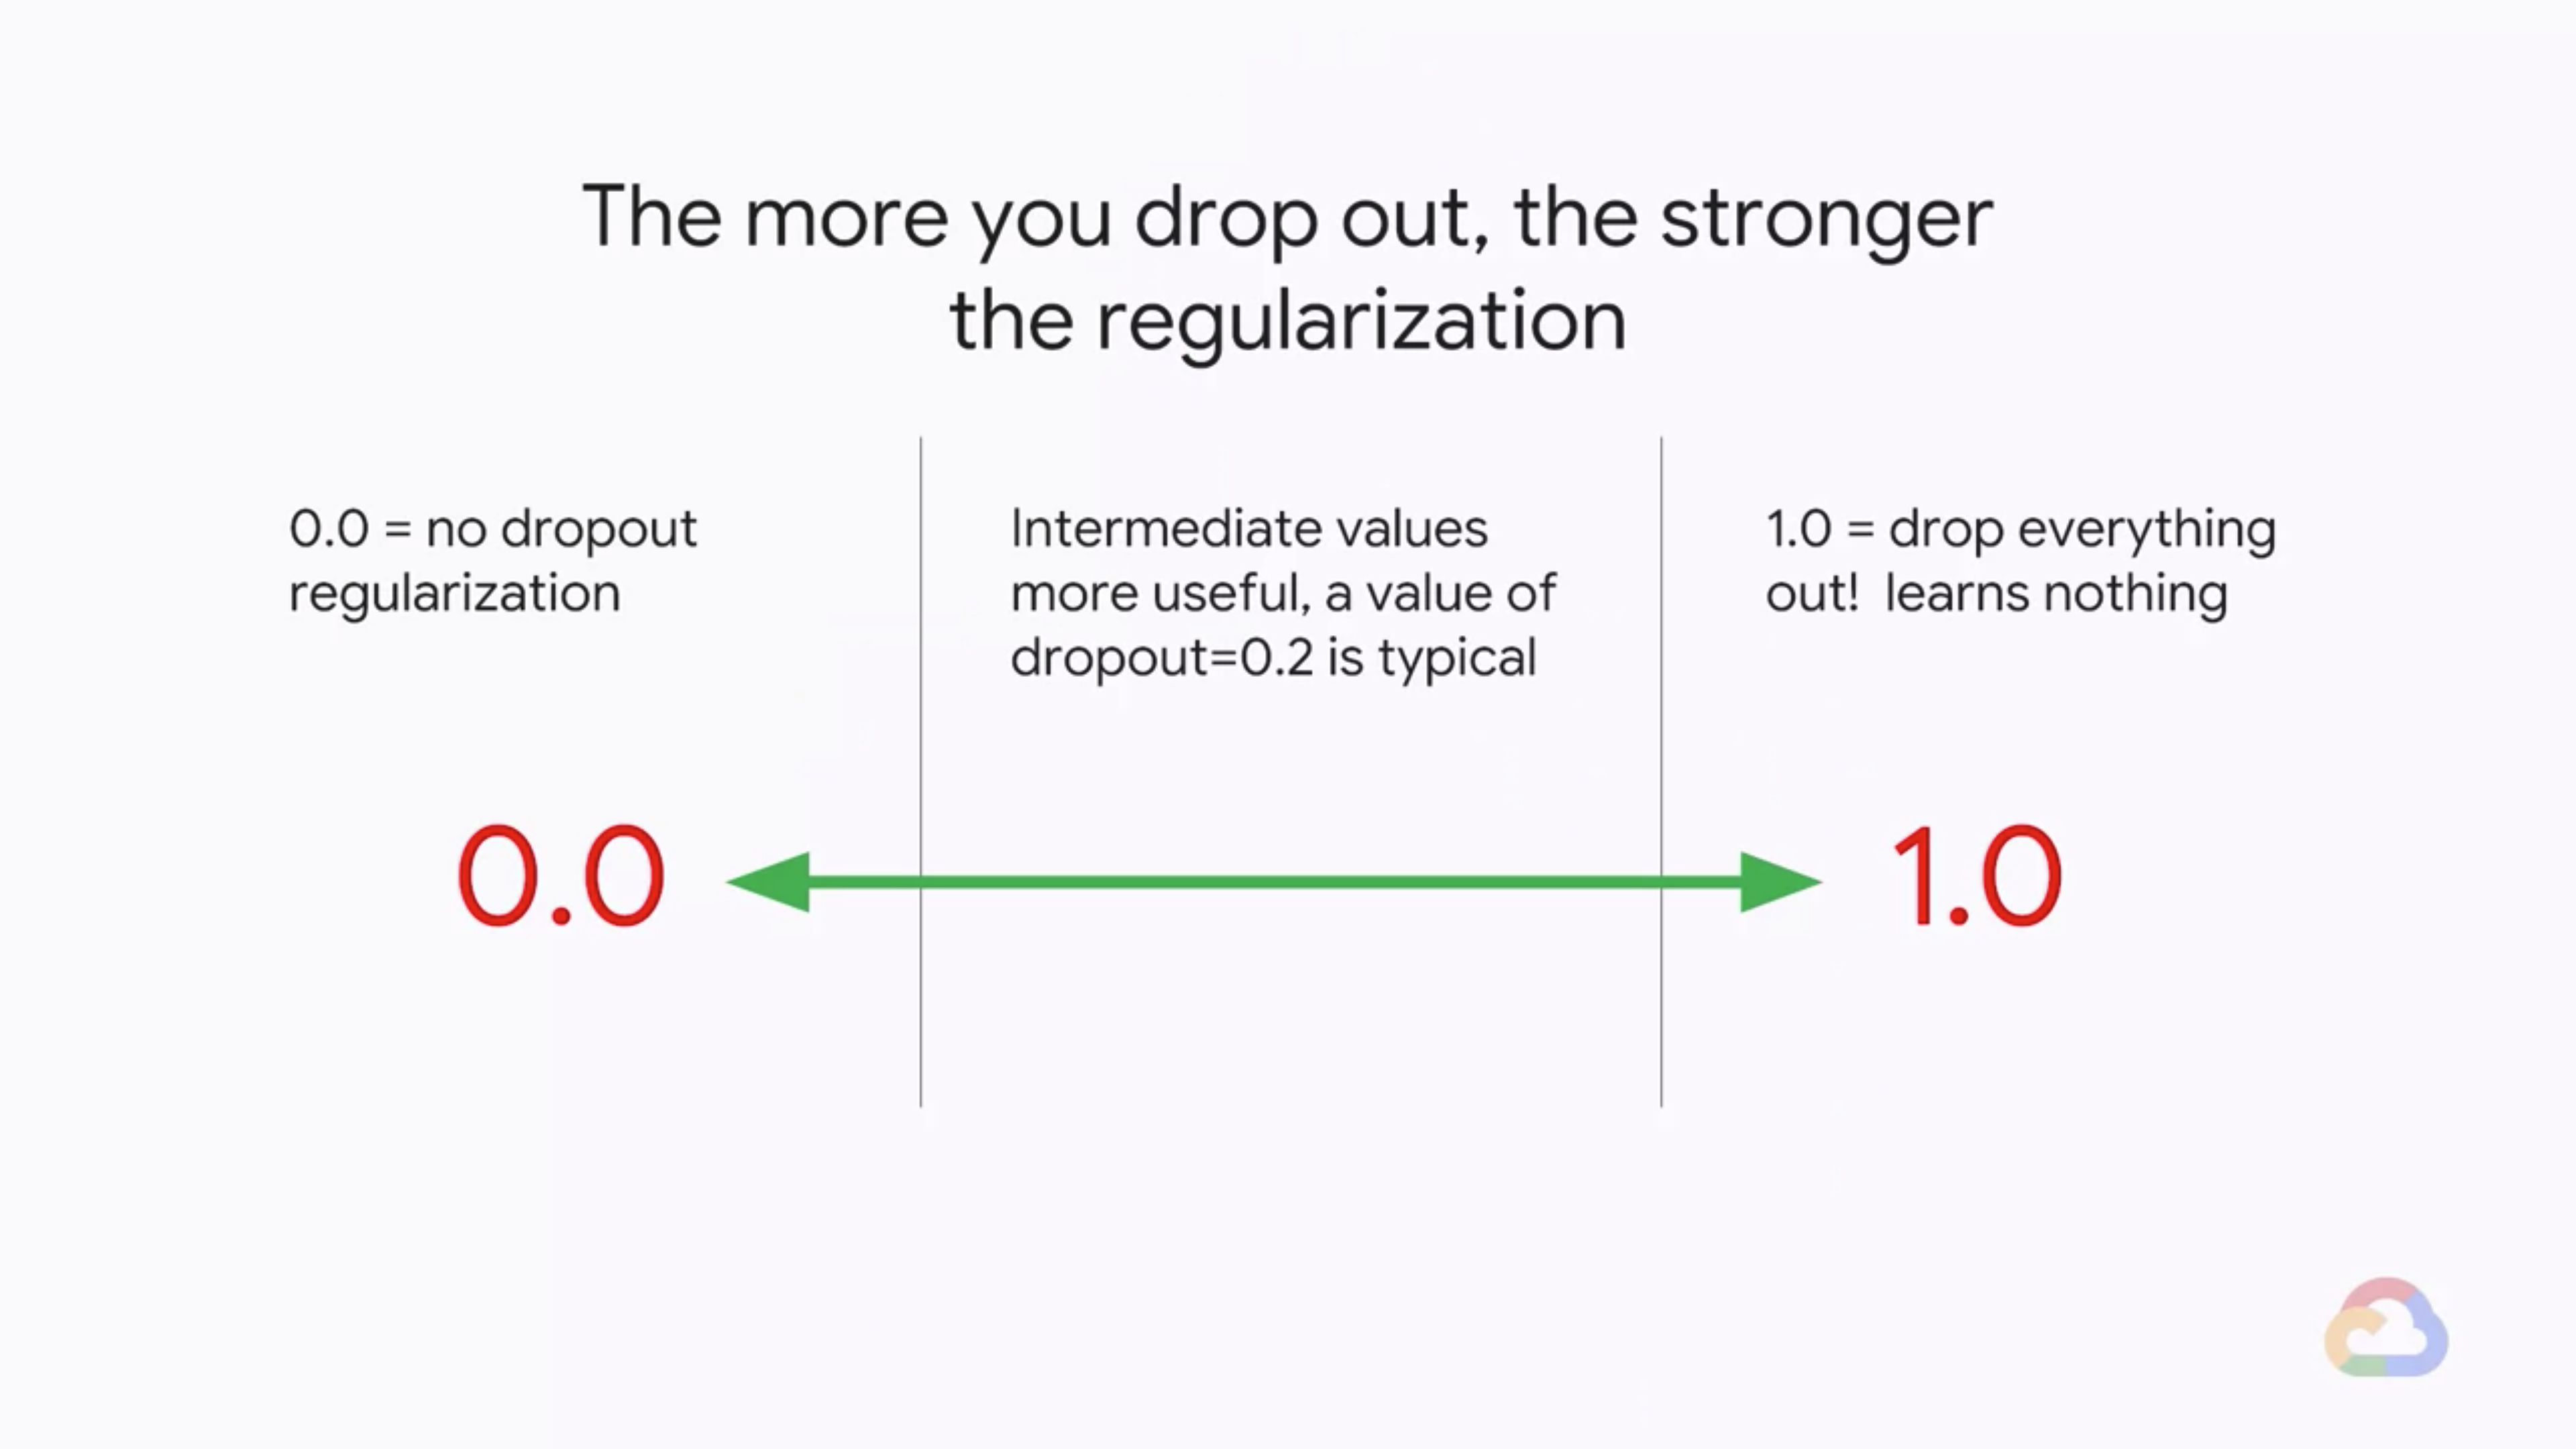 The more you drop out, the stronger
the regularization
0.0 = no dropout
regularization
Intermediate values
more useful, a value of
dropout=0.2 is typical
1.0 = drop everything
out!  learns nothing
0.0
1.0